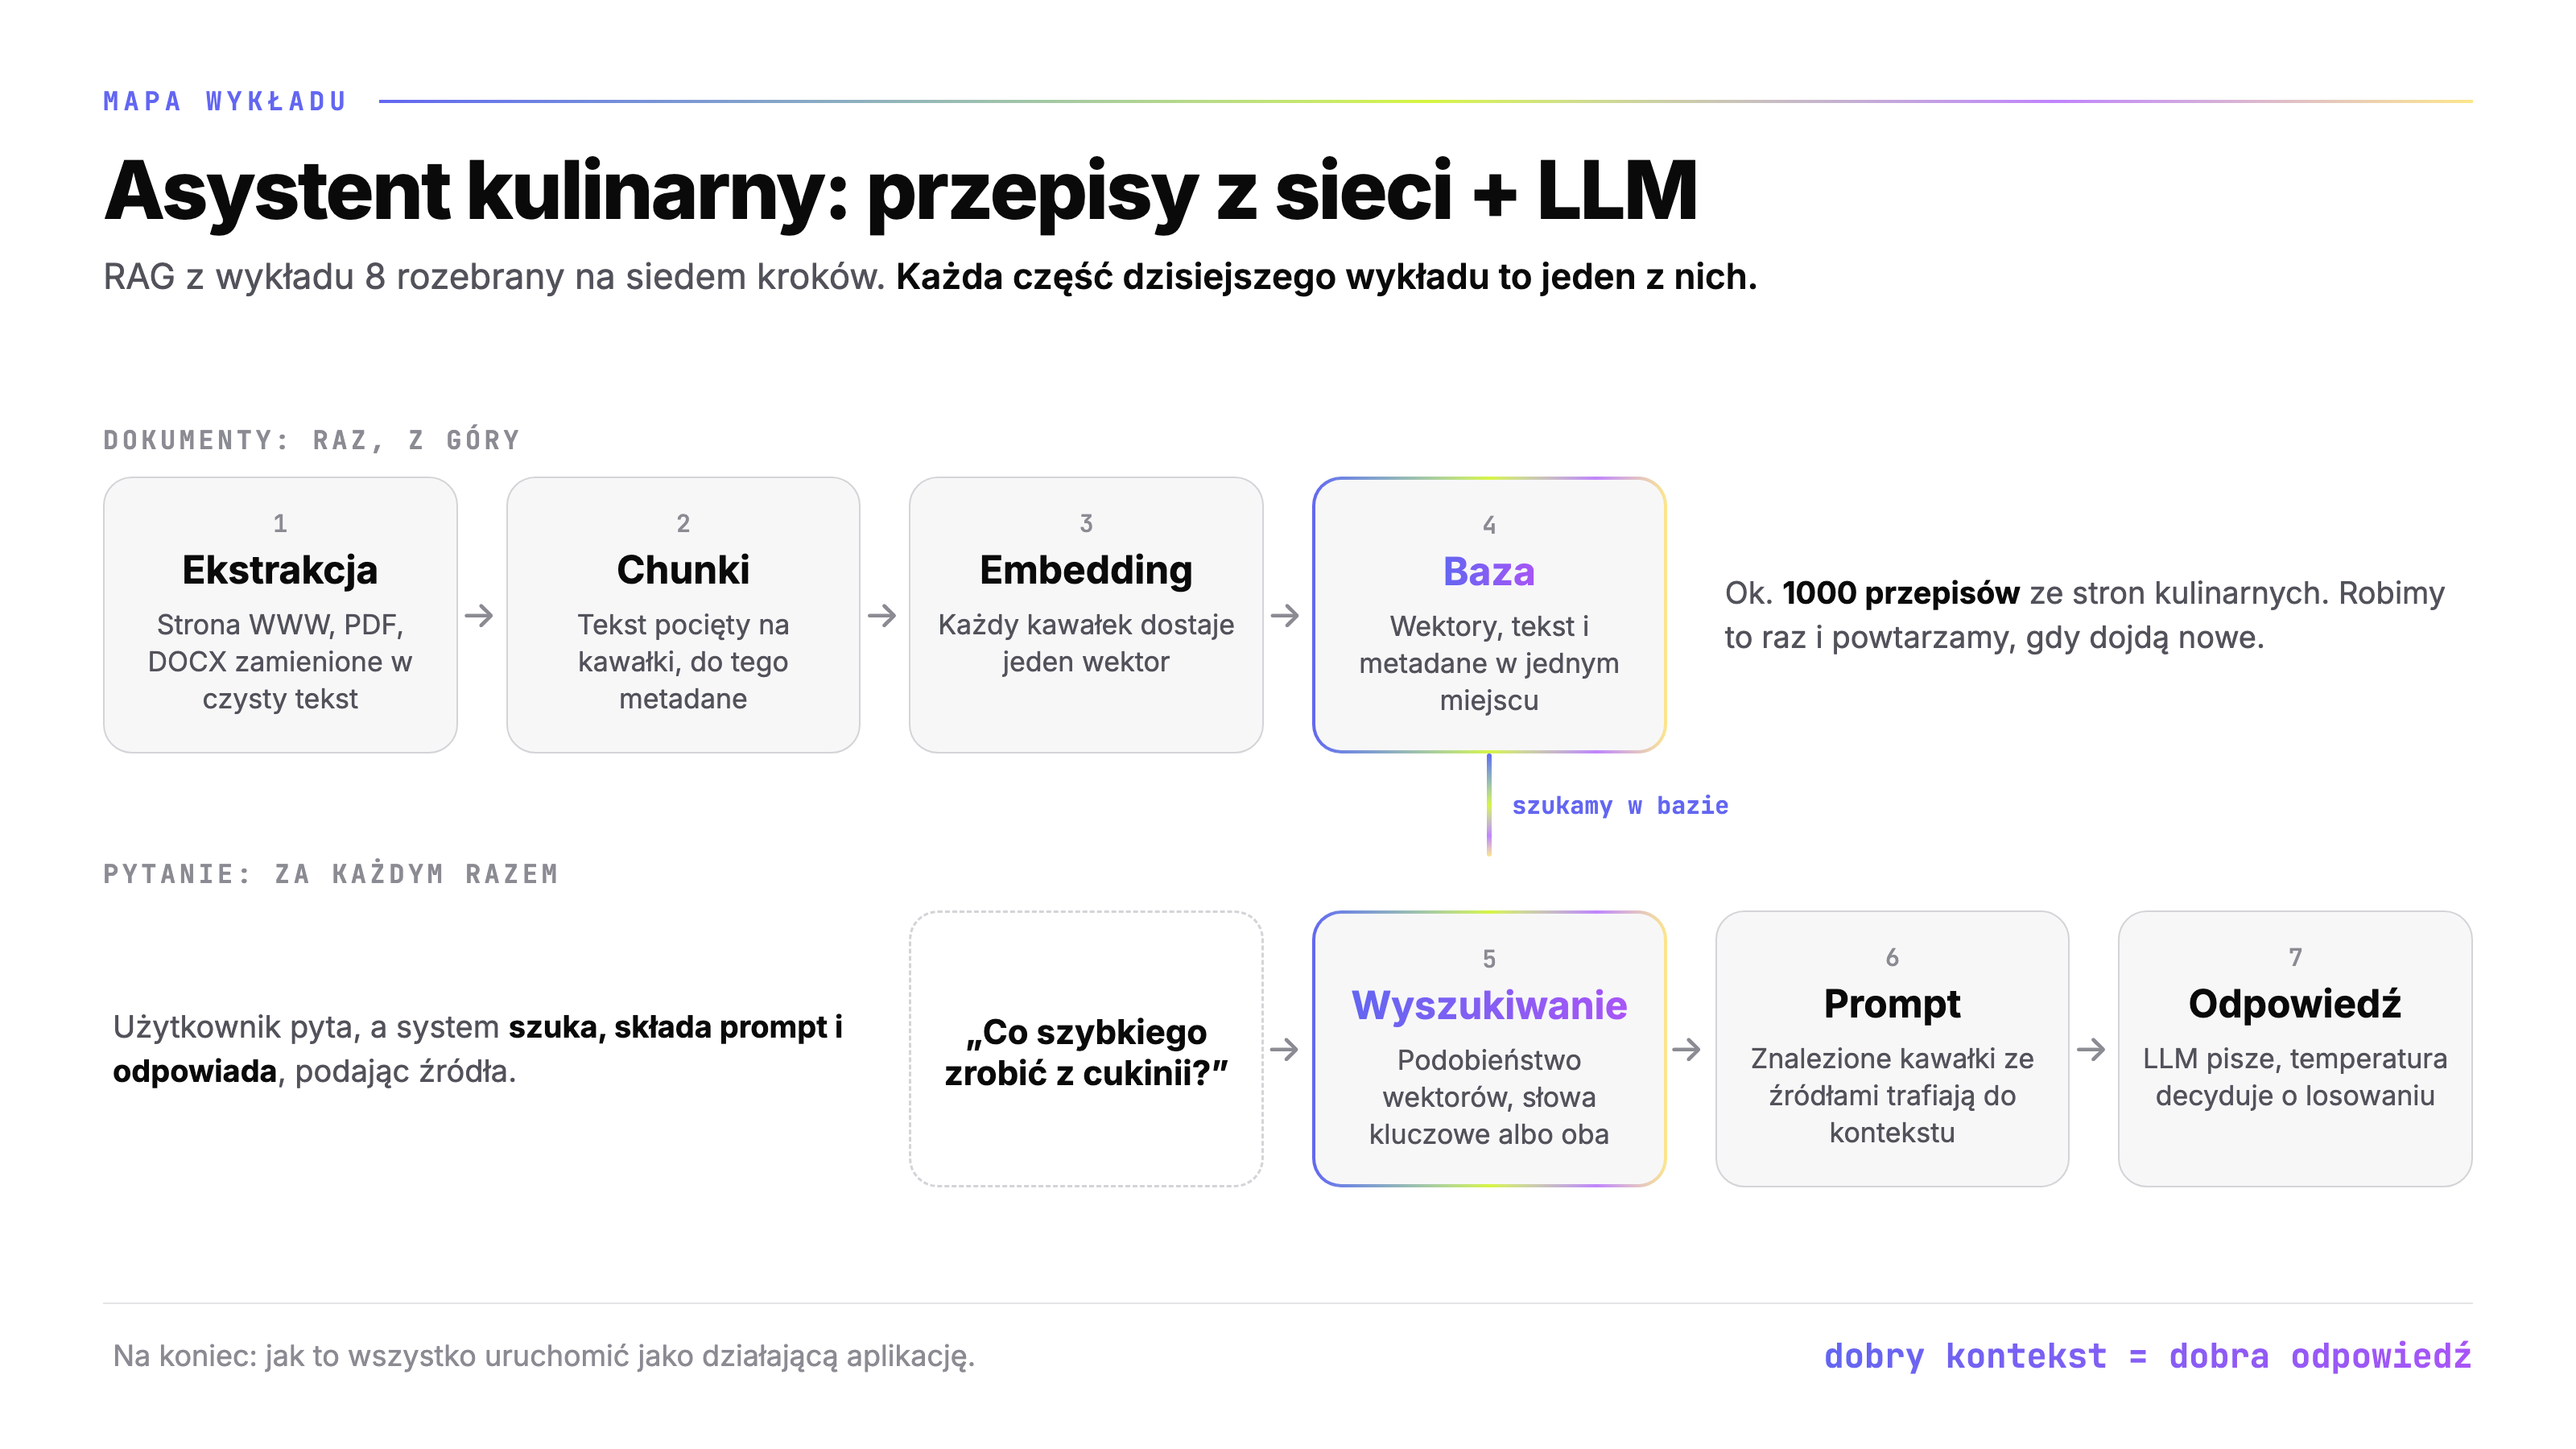 MAPA WYKŁADU
Asystent kulinarny: przepisy z sieci + LLM
RAG z wykładu 8 rozebrany na siedem kroków. Każda część dzisiejszego wykładu to jeden z nich.
DOKUMENTY: RAZ, Z GÓRY
1
Ekstrakcja
Strona WWW, PDF,
DOCX zamienione w
czysty tekst
2
Chunki
Tekst pocięty na
kawałki, do tego
metadane
3
Embedding
Każdy kawałek dostaje
jeden wektor
4
Baza
Wektory, tekst i
metadane w jednym
miejscu
Ok. 1000 przepisów ze stron kulinarnych. Robimy
to raz i powtarzamy, gdy dojdą nowe.
szukamy w bazie
PYTANIE: ZA KAŻDYM RAZEM
Użytkownik pyta, a system szuka, składa prompt i
odpowiada, podając źródła.
„Co szybkiego
zrobić z cukinii?”
5
Wyszukiwanie
Podobieństwo
wektorów, słowa
kluczowe albo oba
6
Prompt
Znalezione kawałki ze
źródłami trafiają do
kontekstu
7
Odpowiedź
LLM pisze, temperatura
decyduje o losowaniu
Na koniec: jak to wszystko uruchomić jako działającą aplikację.
dobry kontekst = dobra odpowiedź